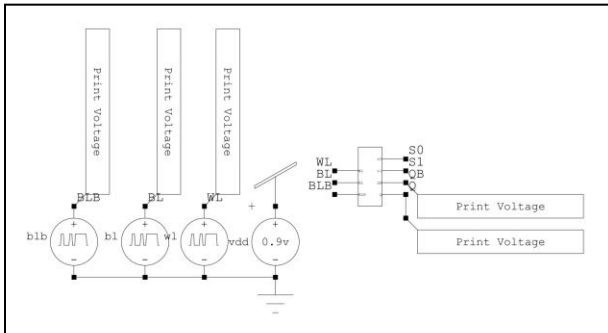 Print Voltage
Print Voltage
Print Voltage
BLB
BL
WL
blb
bl
wl
vdd
0.9v
WL
BL
BLB
S0
S1
QB
Q
Print Voltage
Print Voltage